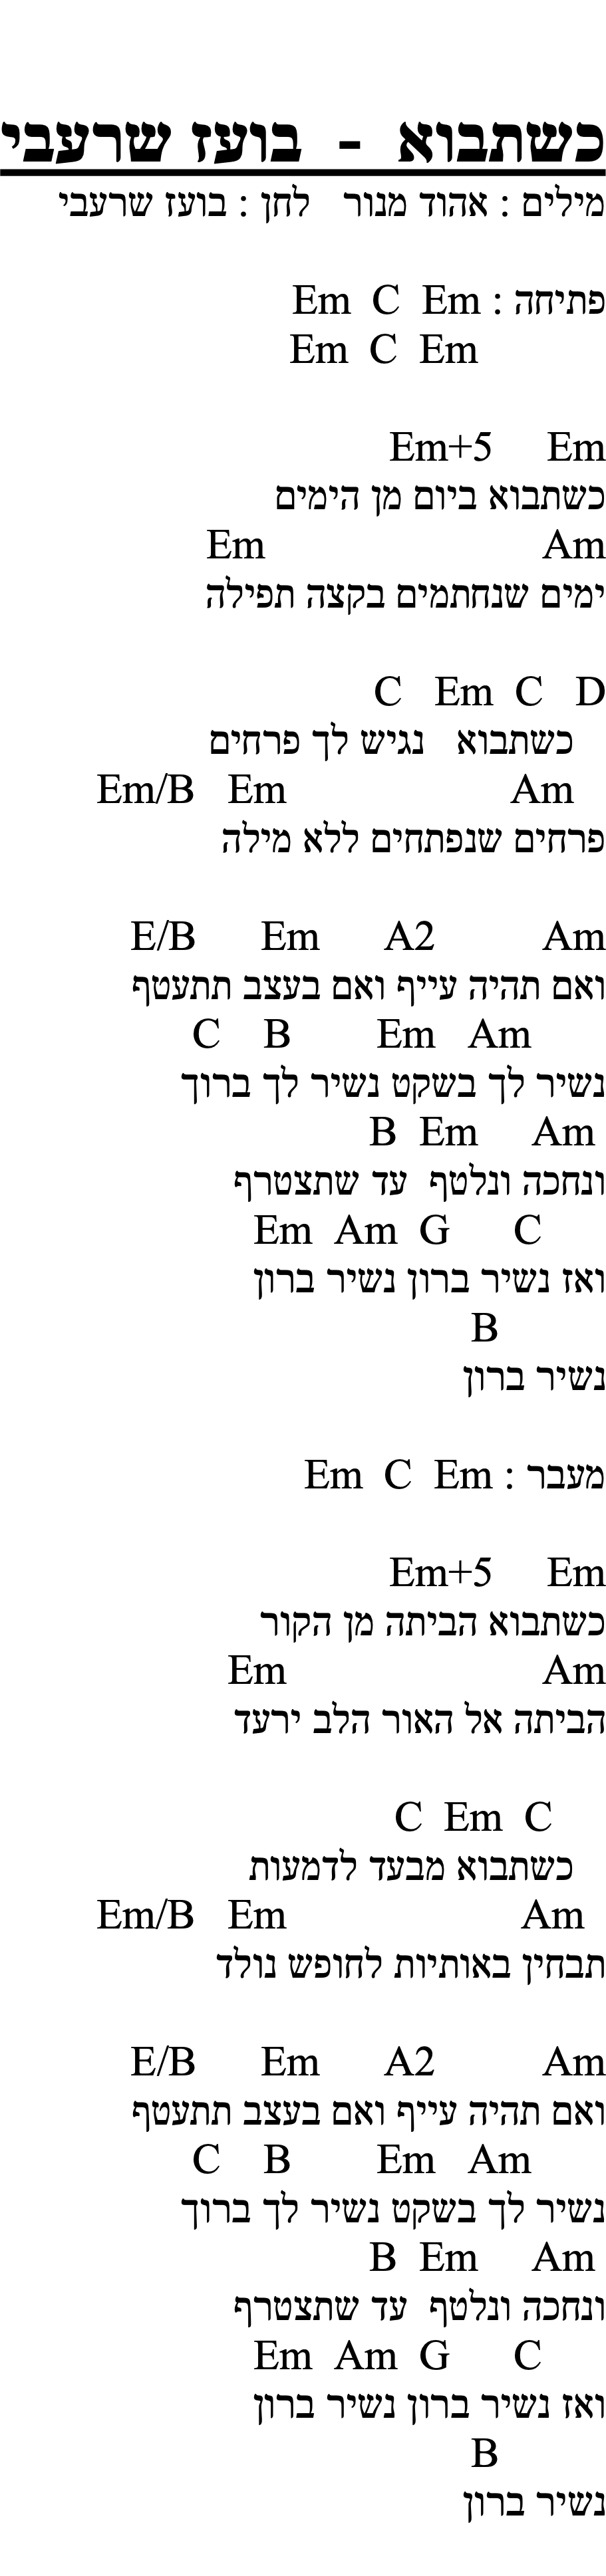 כשתבוא - בועז שרעבי
מילים : אהוד מנור לחן : בועז שרעבי
פתיחה : Em C Em
Em C Em
Em+5 Em
כשתבוא ביום מן הימים
Em Am
ימים שנחתמים בקצה תפילה
C Em C D
כשתבוא נגיש לך פרחים
Em/B Em Am
פרחים שנפתחים ללא מילה
E/B Em A2 Am
ואם תהיה עייף ואם בעצב תתעטף
C B Em Am
נשיר לך בשקט נשיר לך ברוך
B Em Am
ונחכה ונלטף עד שתצטרף
Em Am G C
ואז נשיר ברון נשיר ברון
B
נשיר ברון
מעבר : Em C Em
Em+5 Em
כשתבוא הביתה מן הקור
Em Am
הביתה אל האור הלב ירעד
C Em C
כשתבוא מבעד לדמעות
Em/B Em Am
תבחין באותיות לחופש נולד
E/B Em A2 Am
ואם תהיה עייף ואם בעצב תתעטף
C B Em Am
נשיר לך בשקט נשיר לך ברוך
B Em Am
ונחכה ונלטף עד שתצטרף
Em Am G C
ואז נשיר ברון נשיר ברון
B
נשיר ברון